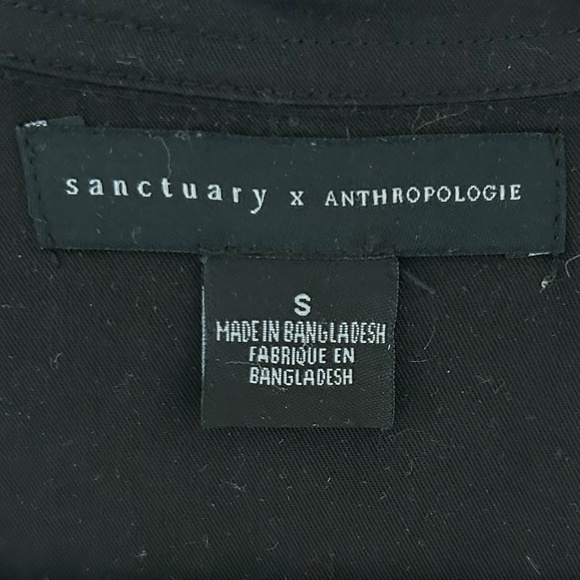 sanctuary x ANTHROPOLOGIE
S
MADE IN BANGLADESH
FABRIQUE EN
BANGLADESH